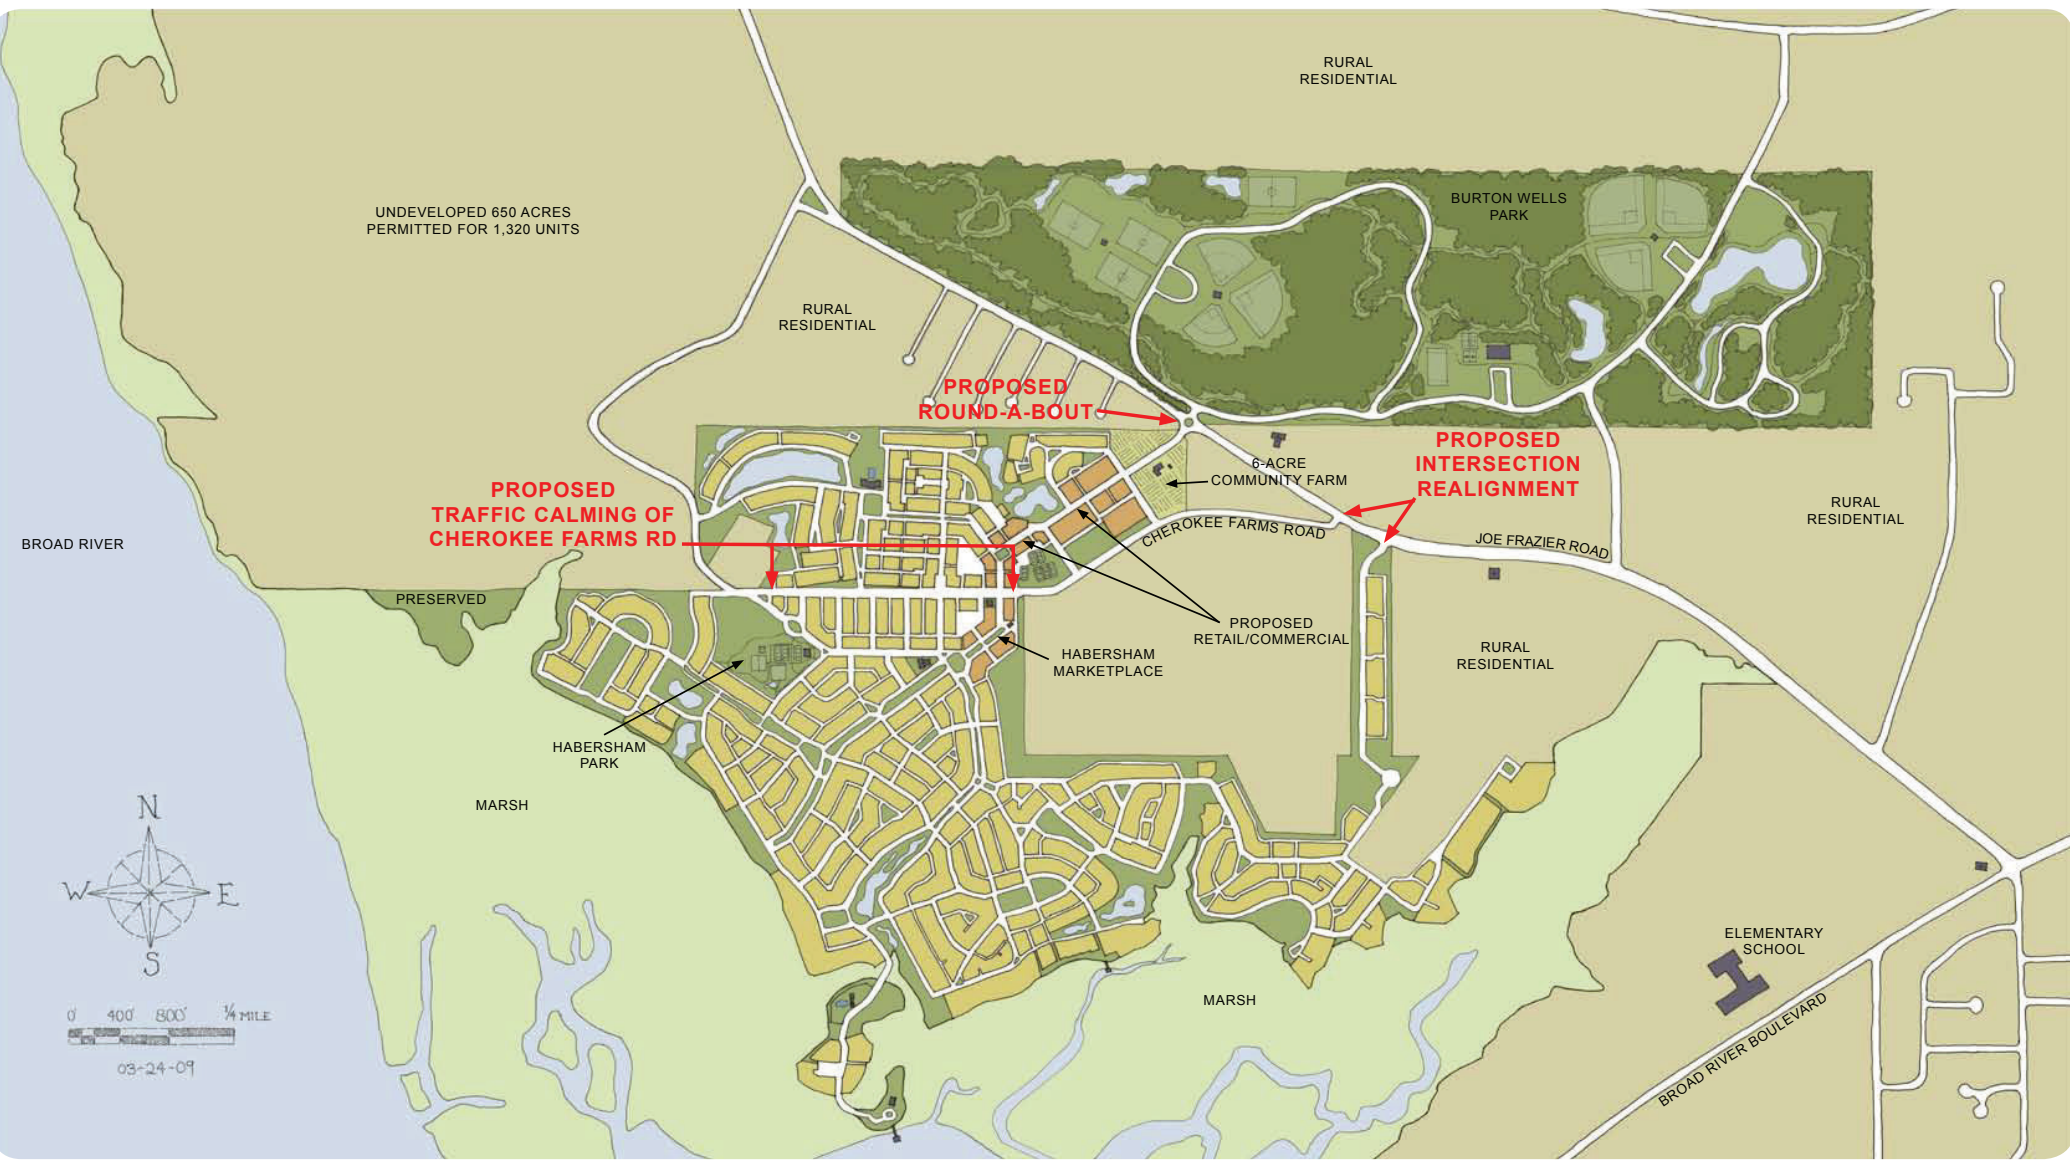 RURAL
RESIDENTIAL
UNDEVELOPED 650 ACRES
PERMITTED FOR 1,320 UNITS
BURTON WELLS
PARK
RURAL
RESIDENTIAL
PROPOSED
ROUND-A-BOUT
PROPOSED
INTERSECTION
REALIGNMENT
6-ACRE
COMMUNITY FARM
PROPOSED
TRAFFIC CALMING OF
CHEROKEE FARMS RD
RURAL
RESIDENTIAL
BROAD RIVER
CHEROKEE FARMS ROAD
JOE FRAZIER ROAD
PRESERVED
PROPOSED
RETAIL/COMMERCIAL
HABERSHAM
MARKETPLACE
RURAL
RESIDENTIAL
HABERSHAM
PARK
MARSH
N
W E
S
ELEMENTARY
SCHOOL
MARSH
BROAD RIVER BOULEVARD
0' 400' 800' 1/4 MILE
03-24-09